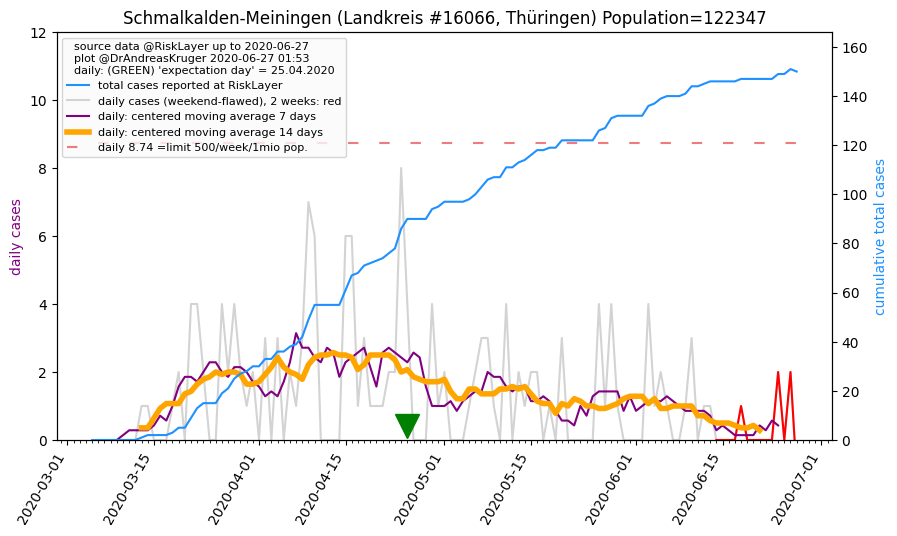 Schmalkalden-Meiningen (Landkreis #16066, Thüringen) Population=122347
source data @RiskLayer up to 2020-06-27
plot @DrAndreasKruger 2020-06-27 01:53
daily: (GREEN) 'expectation day' = 25.04.2020
total cases reported at RiskLayer
daily cases (weekend-flawed), 2 weeks: red
daily: centered moving average 7 days
daily: centered moving average 14 days
daily 8.74 =limit 500/week/1mio pop.
daily cases
12
10
8
6
4
2
0
cumulative total cases
160
140
120
100
80
60
40
20
0
2020-03-01
2020-03-15
2020-04-01
2020-04-15
2020-05-01
2020-05-15
2020-06-01
2020-06-15
2020-07-01